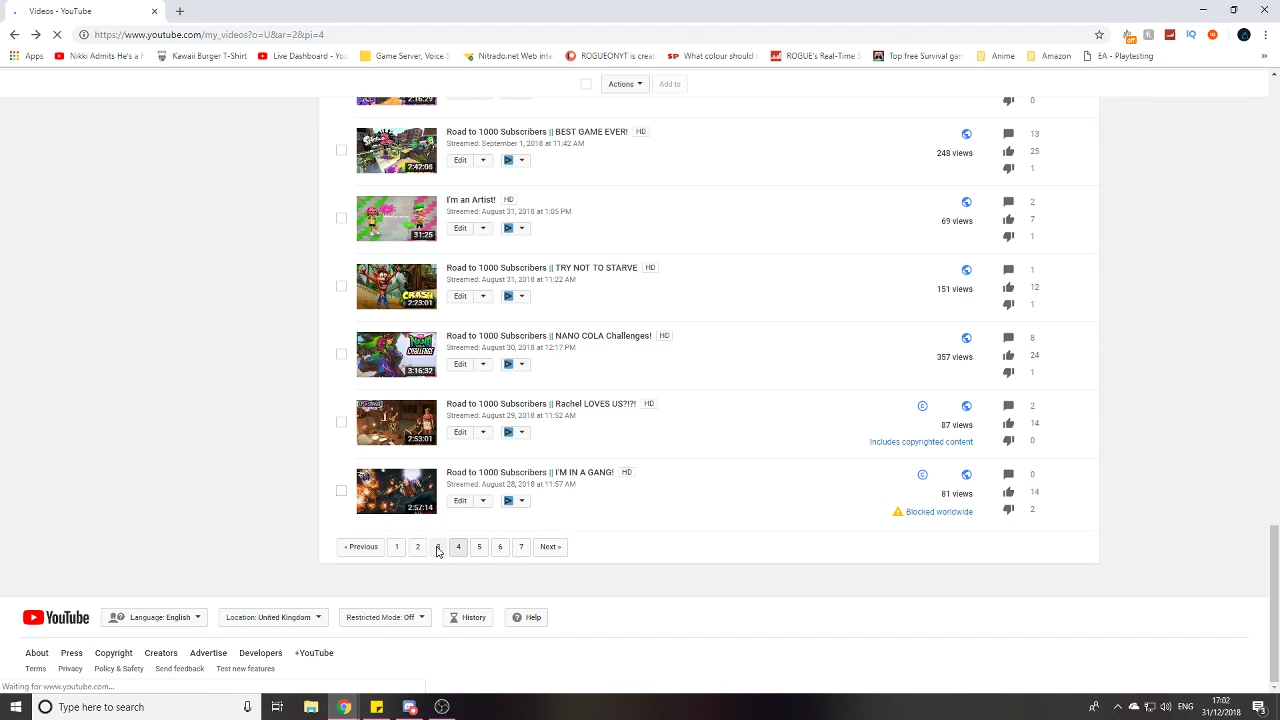 Videos - YouTube
https://www.youtube.com/my_videos?o=U&ar=2&pi=4
Apps Nikki Admits He's a F Kawaii Burger T-Shirt Live Dashboard - You Game Server, Voice S Nitrado.net Web inte ROGUEONYT is creat What colour should ROGUE's Real-Time S Top free Survival gam Anime Amazon EA - Playtesting »
Actions Add to
2:16:29 0
Road to 1000 Subscribers || BEST GAME EVER! HD 13
Streamed: September 1, 2018 at 11:42 AM
248 views 25
2:42:08 Edit 1
I'm an Artist! HD 2
Streamed: August 31, 2018 at 1:05 PM
69 views 7
31:25 Edit 1
Road to 1000 Subscribers || TRY NOT TO STARVE HD 1
Streamed: August 31, 2018 at 11:22 AM
151 views 12
CRASH 2:23:01 Edit 1
Road to 1000 Subscribers || NANO COLA Challenges! HD 8
Streamed: August 30, 2018 at 12:17 PM
NANO CHALLENGE 357 views 24
3:16:32 Edit 1
Road to 1000 Subscribers || Rachel LOVES US?!?! HD 2
Streamed: August 29, 2018 at 11:52 AM
87 views 14
2:53:01 Edit Includes copyrighted content 0
Road to 1000 Subscribers || I'M IN A GANG! HD 0
Streamed: August 28, 2018 at 11:57 AM
81 views 14
2:57:14 Edit Blocked worldwide 2
« Previous 1 2 3 4 5 6 7 Next »
YouTube Language: English Location: United Kingdom Restricted Mode: Off History Help
About Press Copyright Creators Advertise Developers +YouTube
Terms Privacy Policy & Safety Send feedback Test new features
Waiting for www.youtube.com...
Type here to search ENG 17:02
31/12/2018